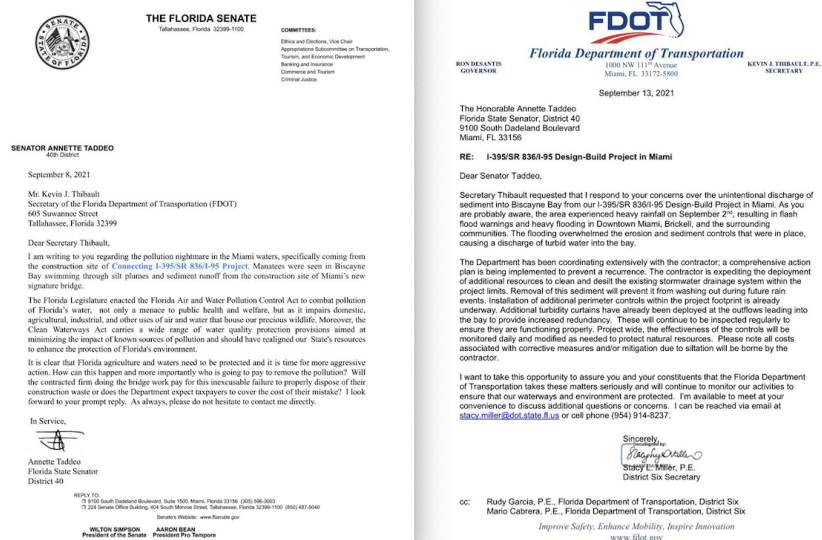 THE FLORIDA SENATE
Tallahassee, Florida 32399-1100
COMMITTEES:
Ethics and Elections, Vice Chair
Appropriations Subcommittee on Transportation,
Tourism, and Economic Development
Banking and Insurance
Commerce and Tourism
Criminal Justice
SENATOR ANNETTE TADDEO
40th District
September 8, 2021
Mr. Kevin J. Thibault
Secretary of the Florida Department of Transportation (FDOT)
605 Suwannee Street
Tallahassee, Florida 32399
Dear Secretary Thibault,
I am writing to you regarding the pollution nightmare in the Miami waters, specifically coming from
the construction site of Connecting I-395/SR 836/I-95 Project. Manatees were seen in Biscayne
Bay swimming through silt plumes and sediment runoff from the construction site of Miami's new
signature bridge.
The Florida Legislature enacted the Florida Air and Water Pollution Control Act to combat pollution
of Florida's water, not only a menace to public health and welfare, but as it impairs domestic,
agricultural, industrial, and other uses of air and water that house our precious wildlife. Moreover, the
Clean Waterways Act carries a wide range of water quality protection provisions aimed at
minimizing the impact of known sources of pollution and should have realigned our State's resources
to enhance the protection of Florida's environment.
It is clear that Florida agriculture and waters need to be protected and it is time for more aggressive
action. How can this happen and more importantly who is going to pay to remove the pollution? Will
the contracted firm doing the bridge work pay for this inexcusable failure to properly dispose of their
construction waste or does the Department expect taxpayers to cover the cost of their mistake? I look
forward to your prompt reply. As always, please do not hesitate to contact me directly.
In Service,
Annette Taddeo
Florida State Senator
District 40
REPLY TO:
❒ 9100 South Dadeland Boulevard, Suite 1500, Miami, Florida 33156 (305) 596-3003
❒ 224 Senate Office Building, 404 South Monroe Street, Tallahassee, Florida 32399-1100 (850) 487-5040
Senate's Website: www.flsenate.gov
WILTON SIMPSON AARON BEAN
President of the Senate President Pro Tempore
FDOT
Florida Department of Transportation
RON DESANTIS
GOVERNOR
1000 NW 111th Avenue
Miami, FL 33172-5800
KEVIN J. THIBAULT, P.E.
SECRETARY
September 13, 2021
The Honorable Annette Taddeo
Florida State Senator, District 40
9100 South Dadeland Boulevard
Miami, FL 33156
RE: I-395/SR 836/I-95 Design-Build Project in Miami
Dear Senator Taddeo,
Secretary Thibault requested that I respond to your concerns over the unintentional discharge of
sediment into Biscayne Bay from our I-395/SR 836/I-95 Design-Build Project in Miami. As you
are probably aware, the area experienced heavy rainfall on September 2nd, resulting in flash
flood warnings and heavy flooding in Downtown Miami, Brickell, and the surrounding
communities. The flooding overwhelmed the erosion and sediment controls that were in place,
causing a discharge of turbid water into the bay.
The Department has been coordinating extensively with the contractor; a comprehensive action
plan is being implemented to prevent a recurrence. The contractor is expediting the deployment
of additional resources to clean and desilt the existing stormwater drainage system within the
project limits. Removal of this sediment will prevent it from washing out during future rain
events. Installation of additional perimeter controls within the project footprint is already
underway. Additional turbidity curtains have already been deployed at the outflows leading into
the bay to provide increased redundancy. These will continue to be inspected regularly to
ensure they are functioning properly. Project wide, the effectiveness of the controls will be
monitored daily and modified as needed to protect natural resources. Please note all costs
associated with corrective measures and/or mitigation due to siltation will be borne by the
contractor.
I want to take this opportunity to assure you and your constituents that the Florida Department
of Transportation takes these matters seriously and will continue to monitor our activities to
ensure that our waterways and environment are protected. I'm available to meet at your
convenience to discuss additional questions or concerns. I can be reached via email at
stacy.miller@dot.state.fl.us or cell phone (954) 914-8237.
Sincerely,
DocuSigned by:
Stacy L. Miller, P.E.
District Six Secretary
cc: Rudy Garcia, P.E., Florida Department of Transportation, District Six
Mario Cabrera, P.E., Florida Department of Transportation, District Six
Improve Safety, Enhance Mobility, Inspire Innovation
www.fdot.gov